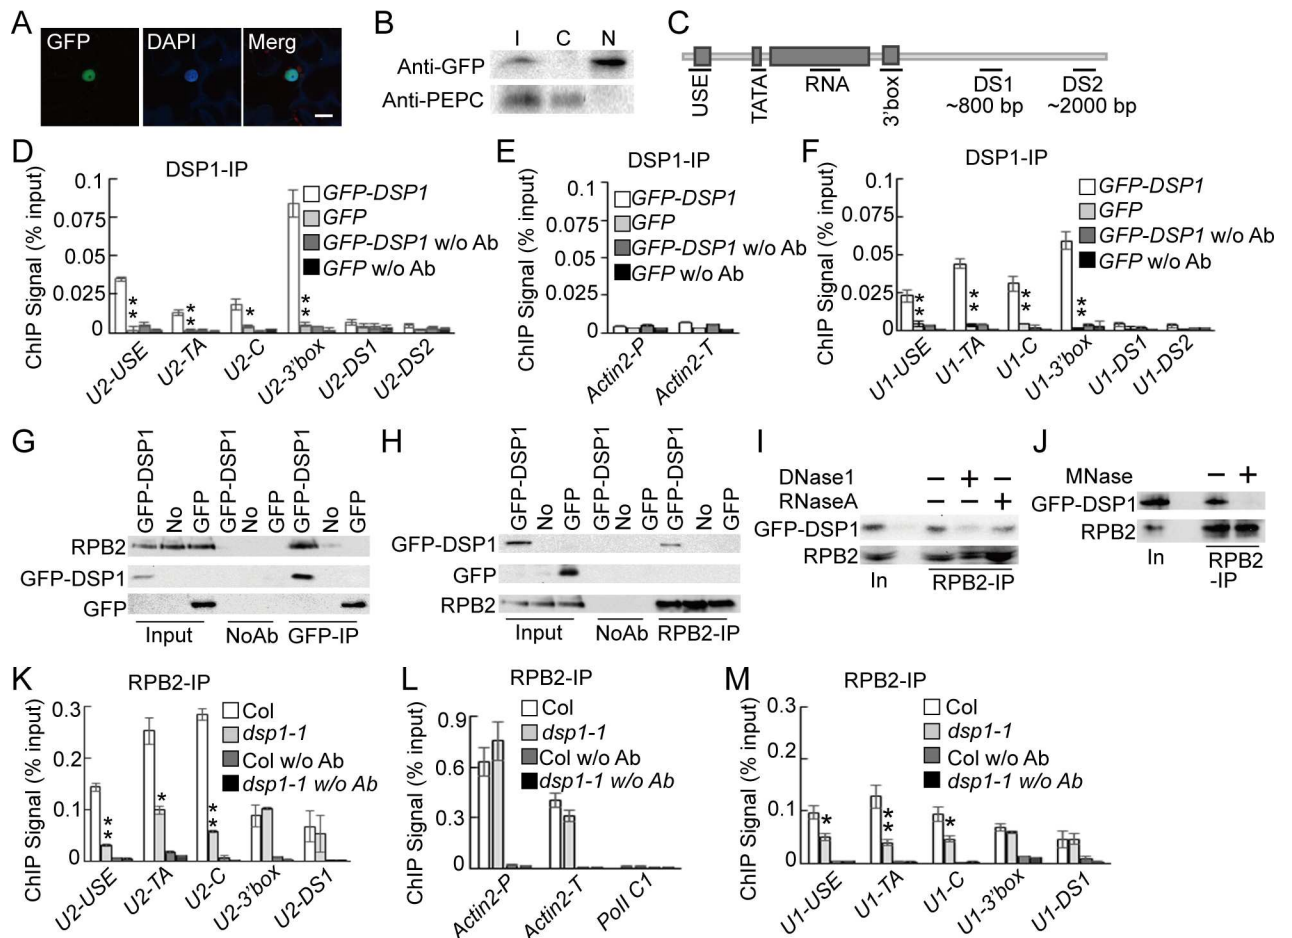 A
GFP
DAPI
Merg
B
I C N
Anti-GFP
Anti-PEPC
C
USE
TATA
RNA
3'box
DS1
~800 bp
DS2
~2000 bp
D
DSP1-IP
ChIP Signal (% input)
0.1
0.075
0.05
0.025
0
GFP-DSP1
GFP
GFP-DSP1 w/o Ab
GFP w/o Ab
**
**
*
**
U2-USE
U2-TA
U2-C
U2-3'box
U2-DS1
U2-DS2
E
DSP1-IP
ChIP Signal (% input)
0.1
0.075
0.05
0.025
0
GFP-DSP1
GFP
GFP-DSP1 w/o Ab
GFP w/o Ab
Actin2-P
Actin2-T
F
DSP1-IP
ChIP Signal (% input)
0.1
0.075
0.05
0.025
0
GFP-DSP1
GFP
GFP-DSP1 w/o Ab
GFP w/o Ab
**
**
**
**
U1-USE
U1-TA
U1-C
U1-3'box
U1-DS1
U1-DS2
G
GFP-DSP1
No
GFP
GFP-DSP1
No
GFP
GFP-DSP1
No
GFP
RPB2
GFP-DSP1
GFP
Input
NoAb
GFP-IP
H
GFP-DSP1
No
GFP
GFP-DSP1
No
GFP
GFP-DSP1
No
GFP
GFP-DSP1
GFP
RPB2
Input
NoAb
RPB2-IP
I
DNase1 − + −
RNaseA − − +
GFP-DSP1
RPB2
In
RPB2-IP
J
MNase − +
GFP-DSP1
RPB2
In
RPB2
-IP
K
RPB2-IP
ChIP Signal (% input)
0.3
0.2
0.1
0
Col
dsp1-1
Col w/o Ab
dsp1-1 w/o Ab
**
*
**
U2-USE
U2-TA
U2-C
U2-3'box
U2-DS1
L
RPB2-IP
ChIP Signal (% input)
0.9
0.6
0.3
0
Col
dsp1-1
Col w/o Ab
dsp1-1 w/o Ab
Actin2-P
Actin2-T
PolI C1
M
RPB2-IP
ChIP Signal (% input)
0.3
0.2
0.1
0
Col
dsp1-1
Col w/o Ab
dsp1-1 w/o Ab
*
**
*
U1-USE
U1-TA
U1-C
U1-3'box
U1-DS1